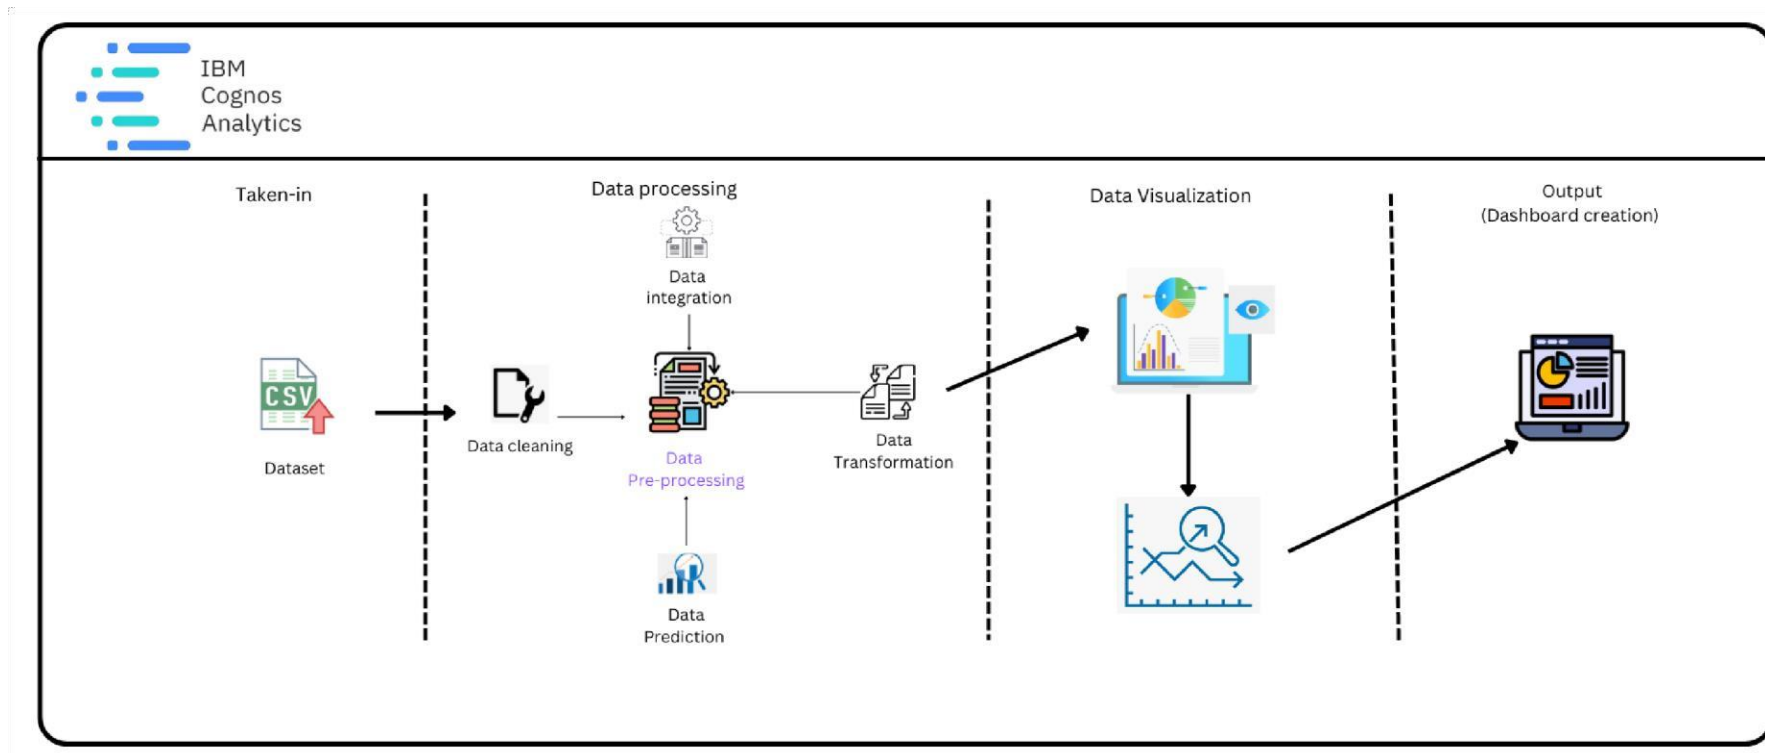 IBM
Cognos
Analytics
Taken-in
Data processing
Data Visualization
Output
(Dashboard creation)
Data
integration
CSV
Dataset
Data cleaning
Data
Pre-processing
Data
Transformation
Data
Prediction